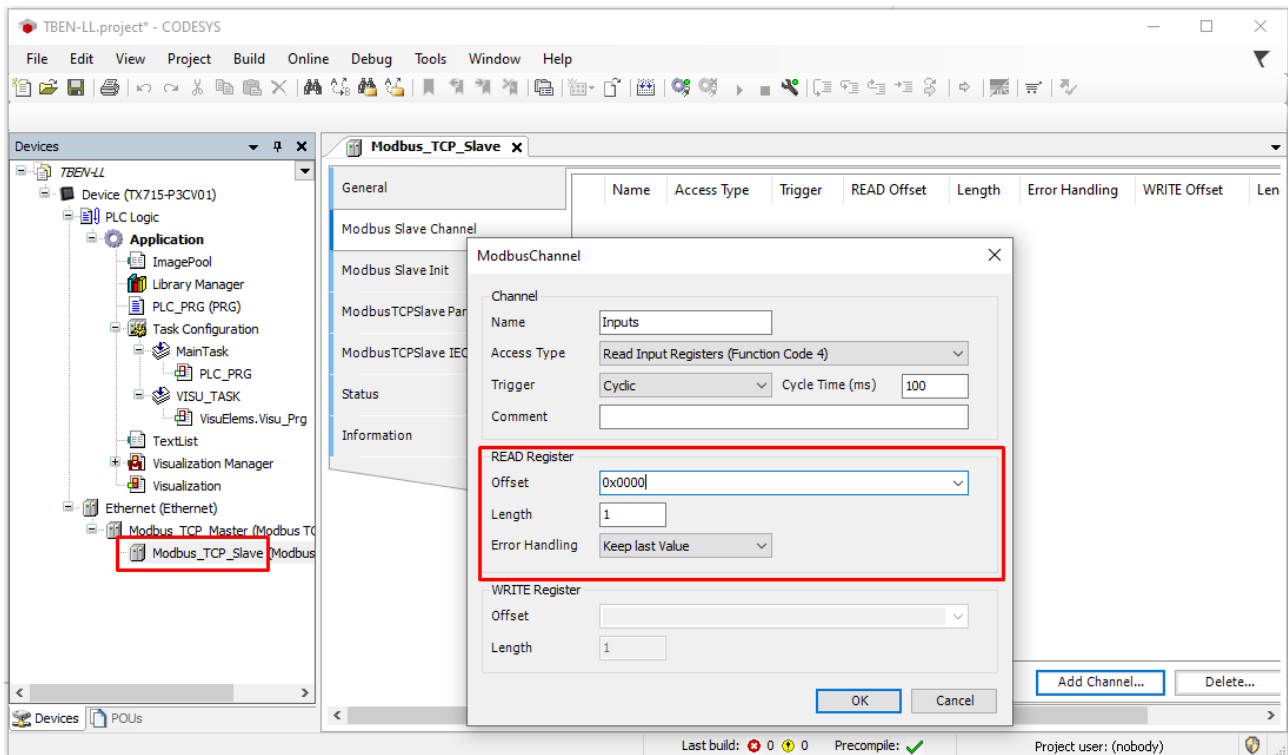 TBEN-LL.project* - CODESYS
File Edit View Project Build Online Debug Tools Window Help
Devices
TBEN-LL
Device (TX715-P3CV01)
PLC Logic
Application
ImagePool
Library Manager
PLC_PRG (PRG)
Task Configuration
MainTask
PLC_PRG
VISU_TASK
VisuElems.Visu_Prg
TextList
Visualization Manager
Visualization
Ethernet (Ethernet)
Modbus_TCP_Master (Modbus TC
Modbus_TCP_Slave (Modbus
Devices POUs
Modbus_TCP_Slave
General
Modbus Slave Channel
Modbus Slave Init
ModbusTCPSlave Par
ModbusTCPSlave IEC
Status
Information
Name Access Type Trigger READ Offset Length Error Handling WRITE Offset Len
ModbusChannel
Channel
Name Inputs
Access Type Read Input Registers (Function Code 4)
Trigger Cyclic Cycle Time (ms) 100
Comment
READ Register
Offset 0x0000
Length 1
Error Handling Keep last Value
WRITE Register
Offset
Length 1
OK Cancel
Add Channel... Delete...
Last build: 0 0 Precompile: Project user: (nobody)